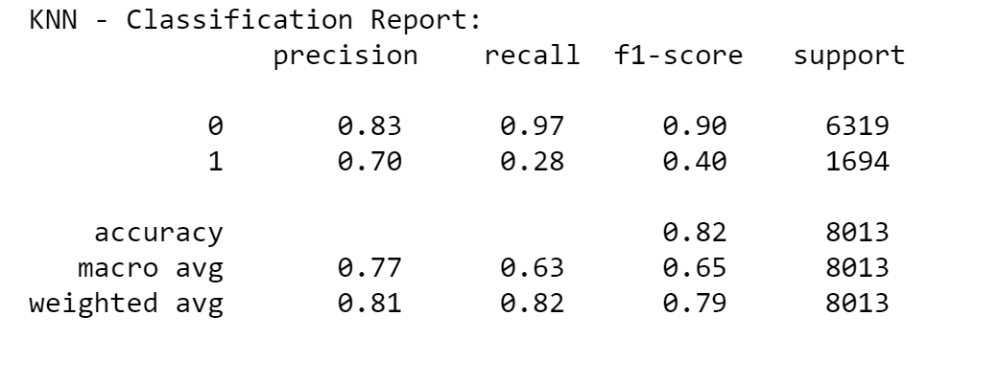 KNN - Classification Report:
precision recall f1-score support
0 0.83 0.97 0.90 6319
1 0.70 0.28 0.40 1694
accuracy 0.82 8013
macro avg 0.77 0.63 0.65 8013
weighted avg 0.81 0.82 0.79 8013